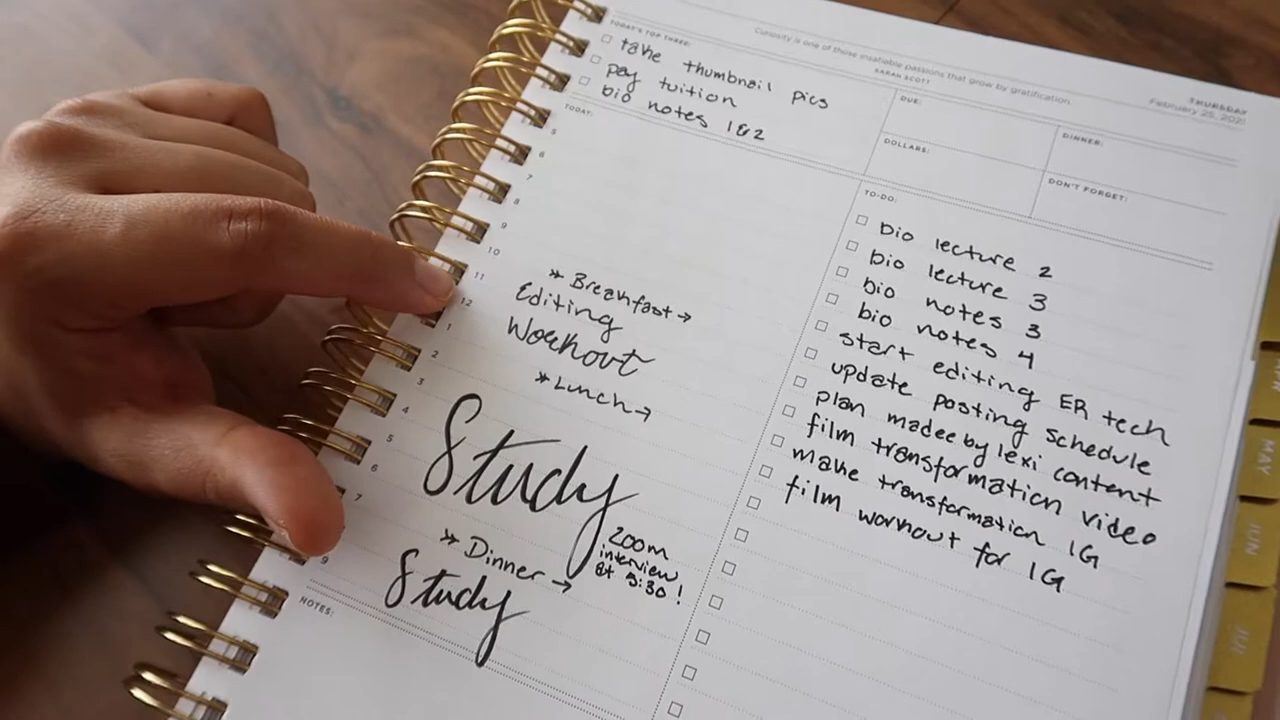 Curiosity is one of those insatiable passions that grow by gratification.
SARAH SCOTT
THURSDAY
February 25, 2021
TODAY'S TOP THREE:
take thumbnail pics
pay tuition
bio notes 1&2
DUE:
DINNER:
DOLLARS:
DON'T FORGET:
TODAY:
5
6
7
8
9
10
11
12
1
2
3
4
5
6
7
9
» Breakfast →
Editing
Workout
» Lunch →
Study
zoom
interview
at 5:30 !
» Dinner →
Study
NOTES:
TO-DO:
bio lecture 2
bio lecture 3
bio notes 3
bio notes 4
start editing ER tech
update posting schedule
plan madee by lexi content
film transformation video
make transformation IG
film workout for IG
MAY
JUN
JUL